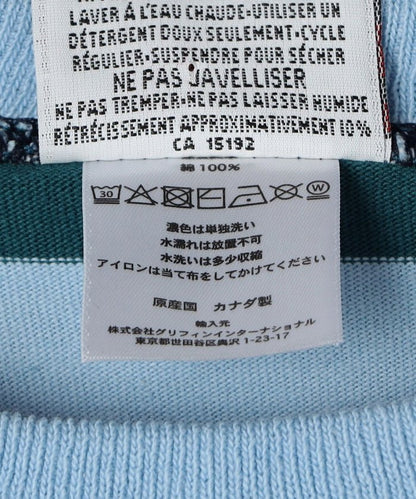 LAVER À L'EAU CHAUDE-UTILISER UN
DÉTERGENT DOUX SEULEMENT-CYCLE
RÉGULIER-SUSPENDRE POUR SÉCHER
NE PAS JAVELLISER
NE PAS TREMPER-NE PAS LAISSER HUMIDE
RÉTRÉCISSEMENT APPROXIMATIVEMENT 10%
CA 15192
綿 100%
30 W
濃色は単独洗い
水濡れは放置不可
水洗いは多少収縮
アイロンは当て布をしてかけてください
原産国 カナダ製
輸入元
株式会社グリフィンインターナショナル
東京都世田谷区奥沢 1-23-17